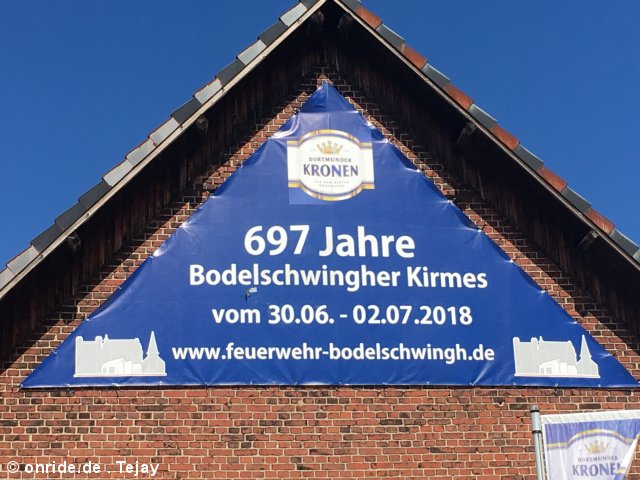 DORTMUNDER
KRONEN
697 Jahre
Bodelschwingher Kirmes
vom 30.06. - 02.07.2018
www.feuerwehr-bodelschwingh.de
KRONEN
© onride.de . Tejay